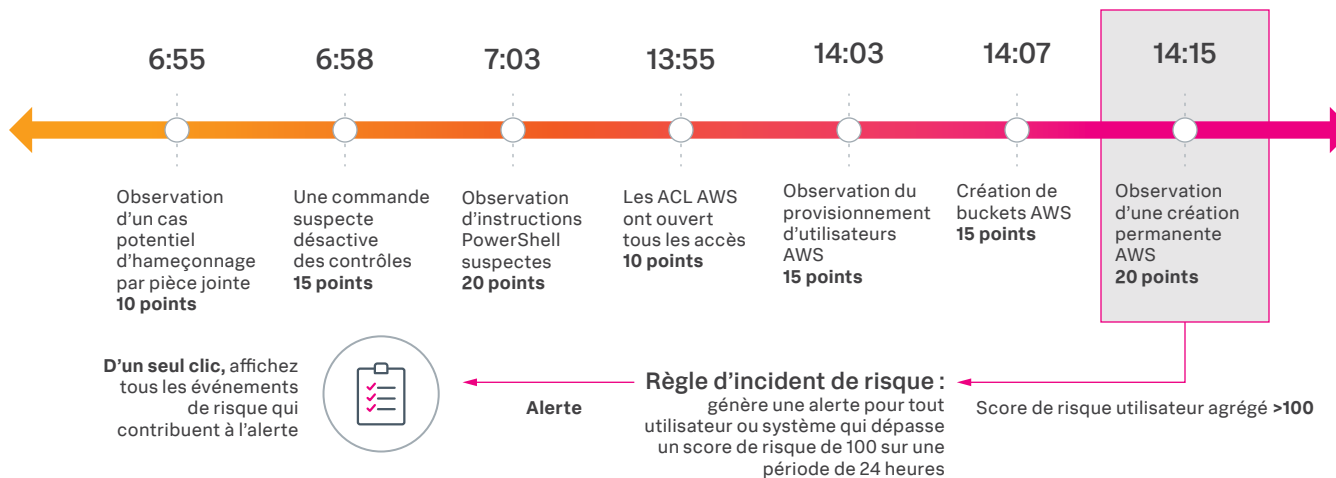 6:55
6:58
7:03
13:55
14:03
14:07
14:15
Observation
d'un cas
potentiel
d'hameçonnage
par pièce jointe
10 points
Une commande
suspecte
désactive
des contrôles
15 points
Observation
d'instructions
PowerShell
suspectes
20 points
Les ACL AWS
ont ouvert
tous les accès
10 points
Observation du
provisionnement
d'utilisateurs
AWS
15 points
Création de
buckets AWS
15 points
Observation
d'une création
permanente
AWS
20 points
D'un seul clic, affichez
tous les événements
de risque qui
contribuent à l'alerte
Alerte
Règle d'incident de risque :
génère une alerte pour tout
utilisateur ou système qui dépasse
un score de risque de 100 sur une
période de 24 heures
Score de risque utilisateur agrégé >100